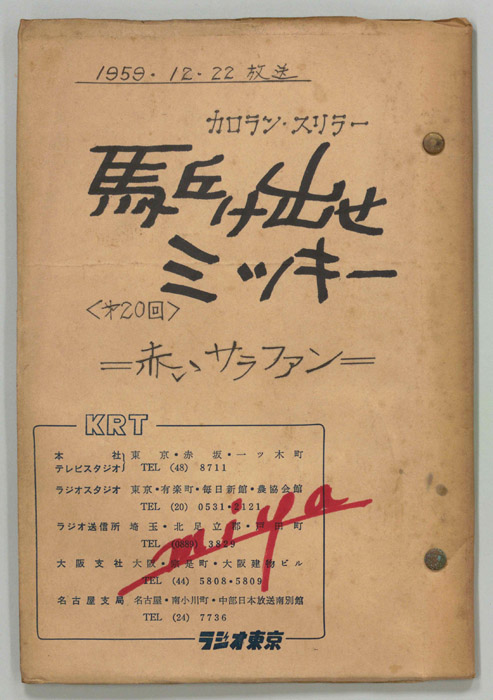 1959・12・22 放送
カロラン・スリラー
馬丘け出せ
ミッキー
<才20回>
=赤いサラファン=
KRT
本社 東京・赤坂・一ッ木町
テレビスタジオ TEL (48) 8711
ラジオスタジオ 東京・有楽町・毎日新館・農協会館
TEL (20) 0531・2121
ラジオ送信所 埼玉・北足立郡・戸田町
TEL (0889) 3829
大阪支社 大阪・是町・大阪建物ビル
TEL (44) 5808・5809
名古屋支局 名古屋・南小川町・中部日本放送南別館
TEL (24) 7736
miya
ラジオ東京